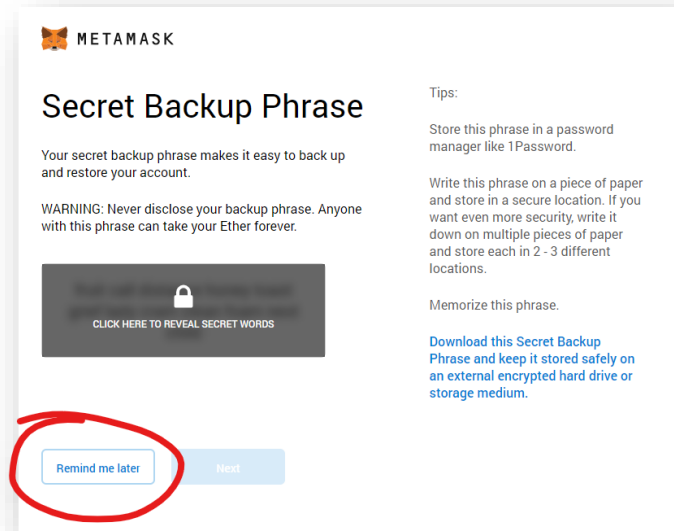 METAMASK
Secret Backup Phrase
Your secret backup phrase makes it easy to back up
and restore your account.
WARNING: Never disclose your backup phrase. Anyone
with this phrase can take your Ether forever.
CLICK HERE TO REVEAL SECRET WORDS
Remind me later
Next
Tips:
Store this phrase in a password
manager like 1Password.
Write this phrase on a piece of paper
and store in a secure location. If you
want even more security, write it
down on multiple pieces of paper
and store each in 2 - 3 different
locations.
Memorize this phrase.
Download this Secret Backup
Phrase and keep it stored safely on
an external encrypted hard drive or
storage medium.